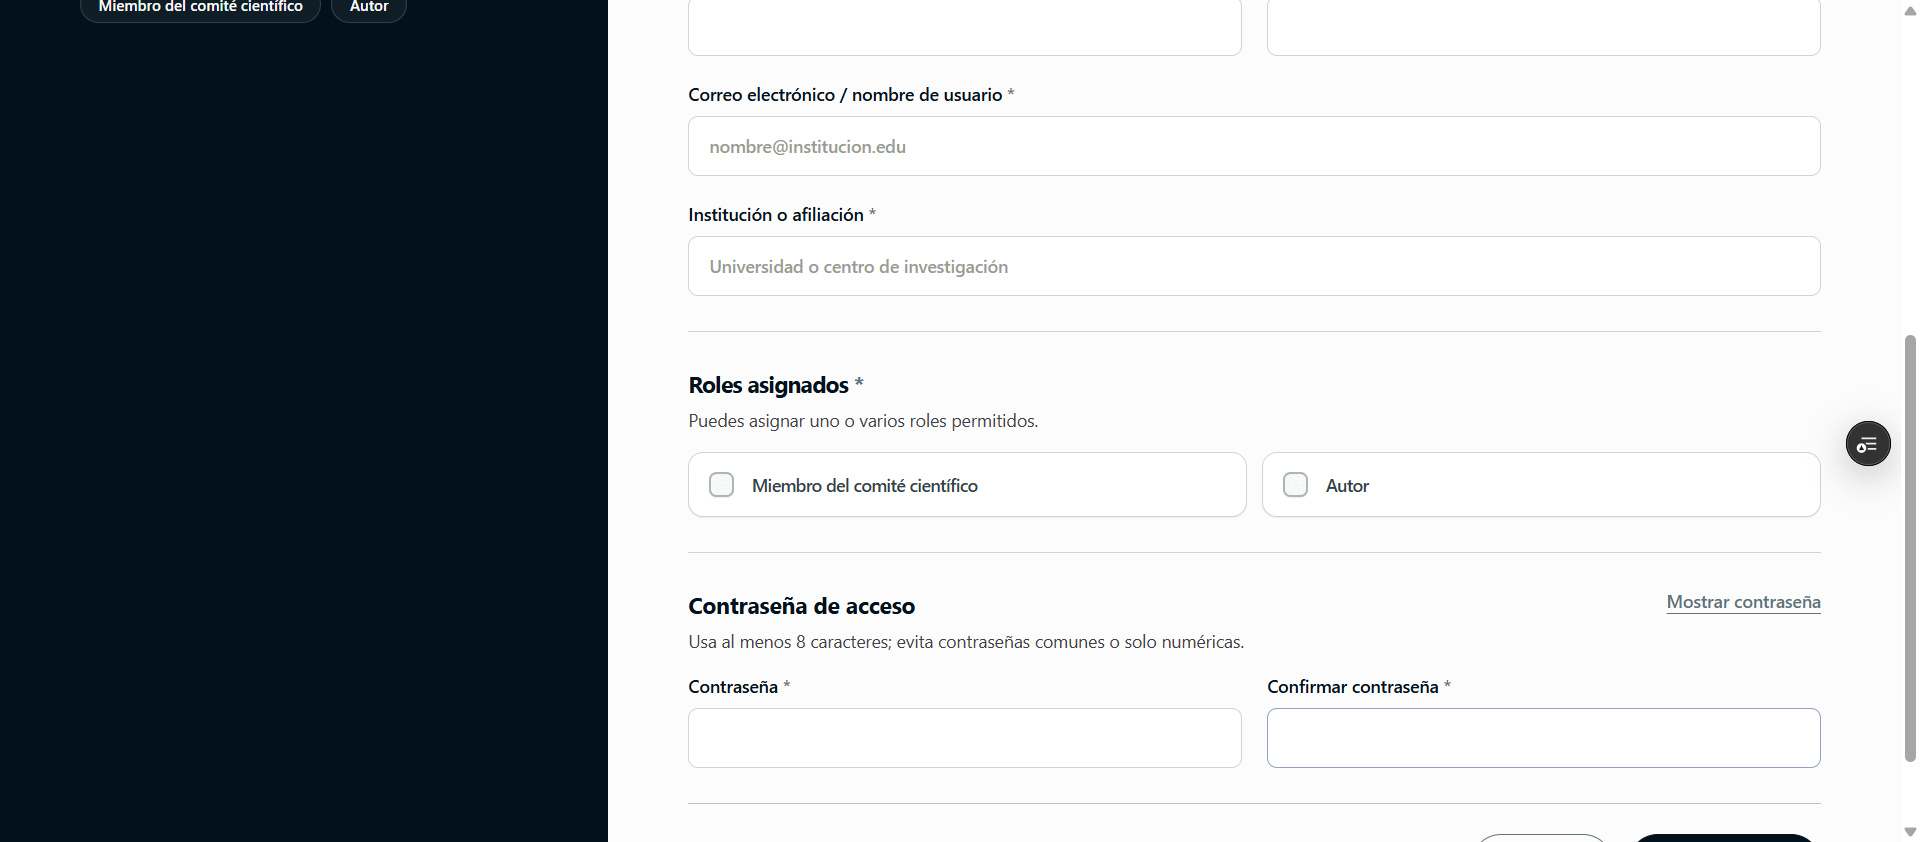 Miembro del comité científico
Autor
Correo electrónico / nombre de usuario *
nombre@institucion.edu
Institución o afiliación *
Universidad o centro de investigación
Roles asignados *
Puedes asignar uno o varios roles permitidos.
Miembro del comité científico
Autor
Contraseña de acceso
Mostrar contraseña
Usa al menos 8 caracteres; evita contraseñas comunes o solo numéricas.
Contraseña *
Confirmar contraseña *